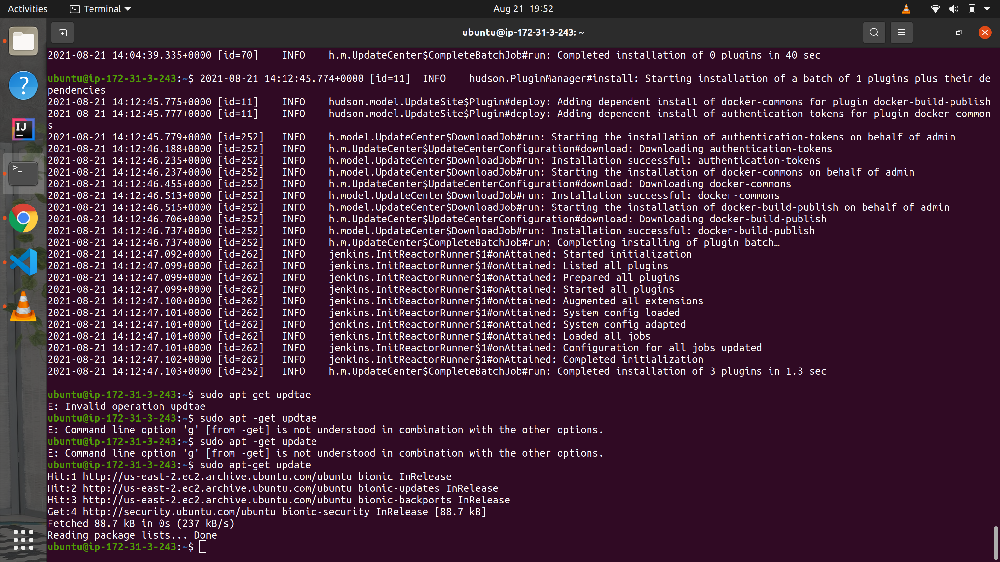 Activities Terminal Aug 21 19:52
ubuntu@ip-172-31-3-243: ~
2021-08-21 14:04:39.335+0000 [id=70] INFO h.m.UpdateCenter$CompleteBatchJob#run: Completed installation of 0 plugins in 40 sec
ubuntu@ip-172-31-3-243:~$ 2021-08-21 14:12:45.774+0000 [id=11] INFO hudson.PluginManager#install: Starting installation of a batch of 1 plugins plus their de
pendencies
2021-08-21 14:12:45.775+0000 [id=11] INFO hudson.model.UpdateSite$Plugin#deploy: Adding dependent install of docker-commons for plugin docker-build-publish
2021-08-21 14:12:45.777+0000 [id=11] INFO hudson.model.UpdateSite$Plugin#deploy: Adding dependent install of authentication-tokens for plugin docker-common
s
2021-08-21 14:12:45.779+0000 [id=252] INFO h.model.UpdateCenter$DownloadJob#run: Starting the installation of authentication-tokens on behalf of admin
2021-08-21 14:12:46.188+0000 [id=252] INFO h.m.UpdateCenter$UpdateCenterConfiguration#download: Downloading authentication-tokens
2021-08-21 14:12:46.235+0000 [id=252] INFO h.model.UpdateCenter$DownloadJob#run: Installation successful: authentication-tokens
2021-08-21 14:12:46.237+0000 [id=252] INFO h.model.UpdateCenter$DownloadJob#run: Starting the installation of docker-commons on behalf of admin
2021-08-21 14:12:46.455+0000 [id=252] INFO h.m.UpdateCenter$UpdateCenterConfiguration#download: Downloading docker-commons
2021-08-21 14:12:46.513+0000 [id=252] INFO h.model.UpdateCenter$DownloadJob#run: Installation successful: docker-commons
2021-08-21 14:12:46.515+0000 [id=252] INFO h.model.UpdateCenter$DownloadJob#run: Starting the installation of docker-build-publish on behalf of admin
2021-08-21 14:12:46.706+0000 [id=252] INFO h.m.UpdateCenter$UpdateCenterConfiguration#download: Downloading docker-build-publish
2021-08-21 14:12:46.737+0000 [id=252] INFO h.model.UpdateCenter$DownloadJob#run: Installation successful: docker-build-publish
2021-08-21 14:12:46.737+0000 [id=252] INFO h.m.UpdateCenter$CompleteBatchJob#run: Completing installing of plugin batch…
2021-08-21 14:12:47.092+0000 [id=262] INFO jenkins.InitReactorRunner$1#onAttained: Started initialization
2021-08-21 14:12:47.099+0000 [id=262] INFO jenkins.InitReactorRunner$1#onAttained: Listed all plugins
2021-08-21 14:12:47.099+0000 [id=262] INFO jenkins.InitReactorRunner$1#onAttained: Prepared all plugins
2021-08-21 14:12:47.099+0000 [id=262] INFO jenkins.InitReactorRunner$1#onAttained: Started all plugins
2021-08-21 14:12:47.100+0000 [id=262] INFO jenkins.InitReactorRunner$1#onAttained: Augmented all extensions
2021-08-21 14:12:47.101+0000 [id=262] INFO jenkins.InitReactorRunner$1#onAttained: System config loaded
2021-08-21 14:12:47.101+0000 [id=262] INFO jenkins.InitReactorRunner$1#onAttained: System config adapted
2021-08-21 14:12:47.101+0000 [id=262] INFO jenkins.InitReactorRunner$1#onAttained: Loaded all jobs
2021-08-21 14:12:47.101+0000 [id=262] INFO jenkins.InitReactorRunner$1#onAttained: Configuration for all jobs updated
2021-08-21 14:12:47.102+0000 [id=262] INFO jenkins.InitReactorRunner$1#onAttained: Completed initialization
2021-08-21 14:12:47.103+0000 [id=252] INFO h.m.UpdateCenter$CompleteBatchJob#run: Completed installation of 3 plugins in 1.3 sec
ubuntu@ip-172-31-3-243:~$ sudo apt-get updtae
E: Invalid operation updtae
ubuntu@ip-172-31-3-243:~$ sudo apt -get updtae
E: Command line option 'g' [from -get] is not understood in combination with the other options.
ubuntu@ip-172-31-3-243:~$ sudo apt -get update
E: Command line option 'g' [from -get] is not understood in combination with the other options.
ubuntu@ip-172-31-3-243:~$ sudo apt-get update
Hit:1 http://us-east-2.ec2.archive.ubuntu.com/ubuntu bionic InRelease
Hit:2 http://us-east-2.ec2.archive.ubuntu.com/ubuntu bionic-updates InRelease
Hit:3 http://us-east-2.ec2.archive.ubuntu.com/ubuntu bionic-backports InRelease
Get:4 http://security.ubuntu.com/ubuntu bionic-security InRelease [88.7 kB]
Fetched 88.7 kB in 0s (237 kB/s)
Reading package lists... Done
ubuntu@ip-172-31-3-243:~$